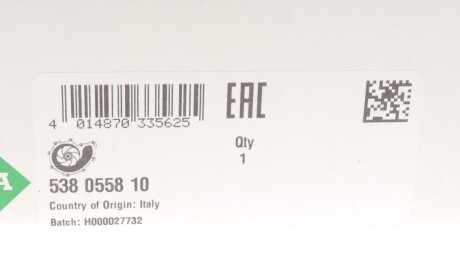 4 014870 335625
EAC
Qty
1
A
538 0558 10
Country of Origin: Italy
Batch: H000027732